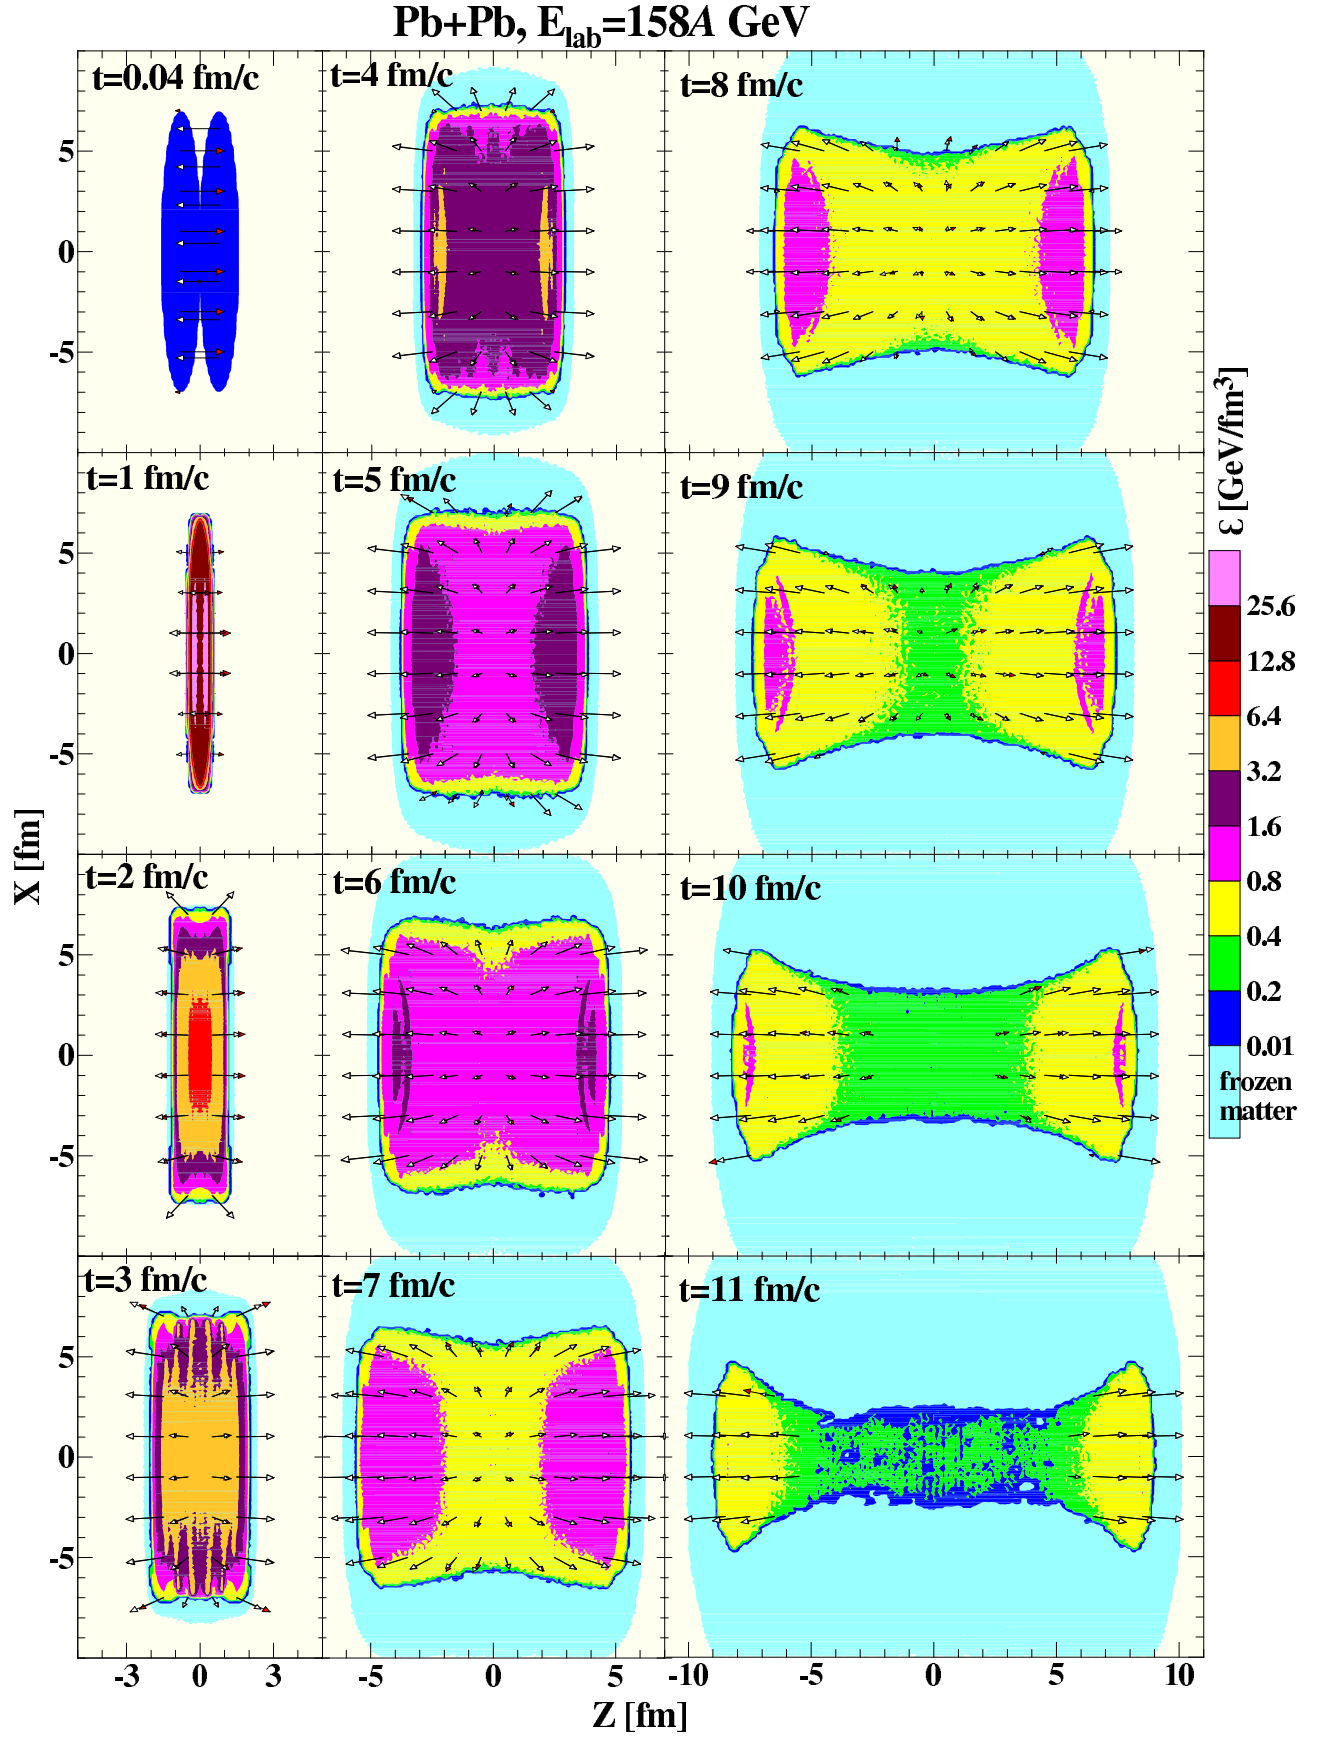 Pb+Pb, E_lab=158A GeV
t=0.04 fm/c
t=4 fm/c
t=8 fm/c
5
0
-5
t=1 fm/c
t=5 fm/c
t=9 fm/c
5
0
-5
t=2 fm/c
t=6 fm/c
t=10 fm/c
5
0
-5
t=3 fm/c
t=7 fm/c
t=11 fm/c
5
0
-5
-3 0 3
-5 0 5
-10 -5 0 5 10
X [fm]
Z [fm]
ε [GeV/fm³]
25.6
12.8
6.4
3.2
1.6
0.8
0.4
0.2
0.01
frozen
matter